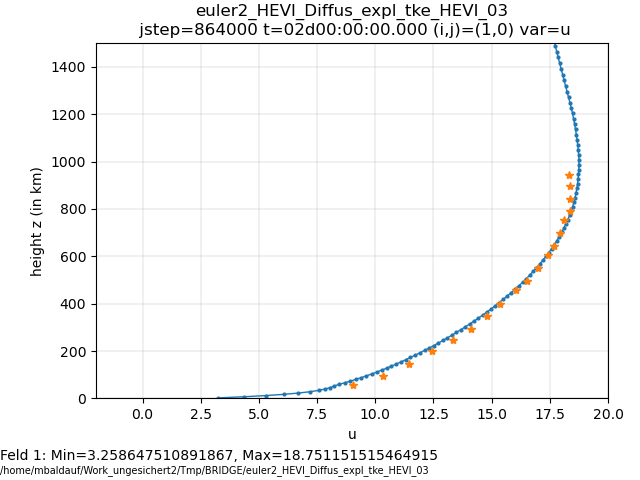 euler2_HEVI_Diffus_expl_tke_HEVI_03
jstep=864000 t=02d00:00:00.000 (i,j)=(1,0) var=u
1400
1200
1000
800
600
400
200
0
height z (in km)
0.0 2.5 5.0 7.5 10.0 12.5 15.0 17.5 20.0
u
Feld 1: Min=3.258647510891867, Max=18.751151515464915
/home/mbaldauf/Work_ungesichert2/Tmp/BRIDGE/euler2_HEVI_Diffus_expl_tke_HEVI_03